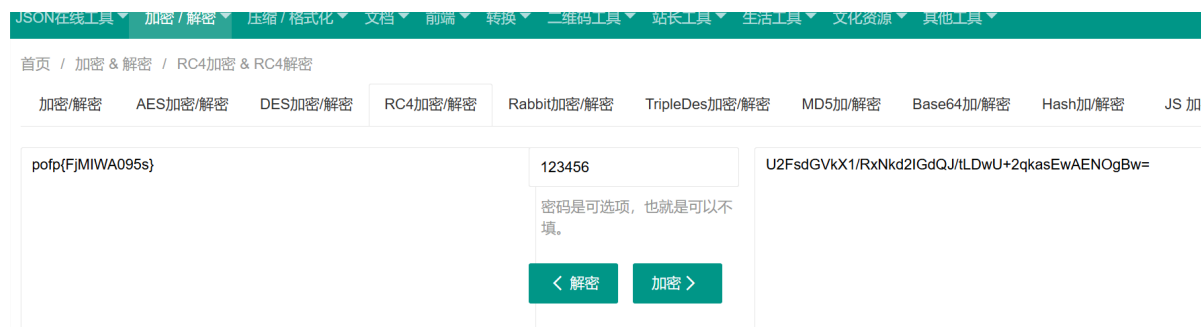 JSON在线工具 加密 / 解密 压缩 / 格式化 文档 前端 转换 二维码工具 站长工具 生活工具 文化资源 其他工具
首页 / 加密 & 解密 / RC4加密 & RC4解密
加密/解密 AES加密/解密 DES加密/解密 RC4加密/解密 Rabbit加密/解密 TripleDes加密/解密 MD5加/解密 Base64加/解密 Hash加/解密 JS 加
pofp{FjMIWA095s} 123456 U2FsdGVkX1/RxNkd2IGdQJ/tLDwU+2qkasEwAENOgBw=
密码是可选项，也就是可以不
填。
解密 加密